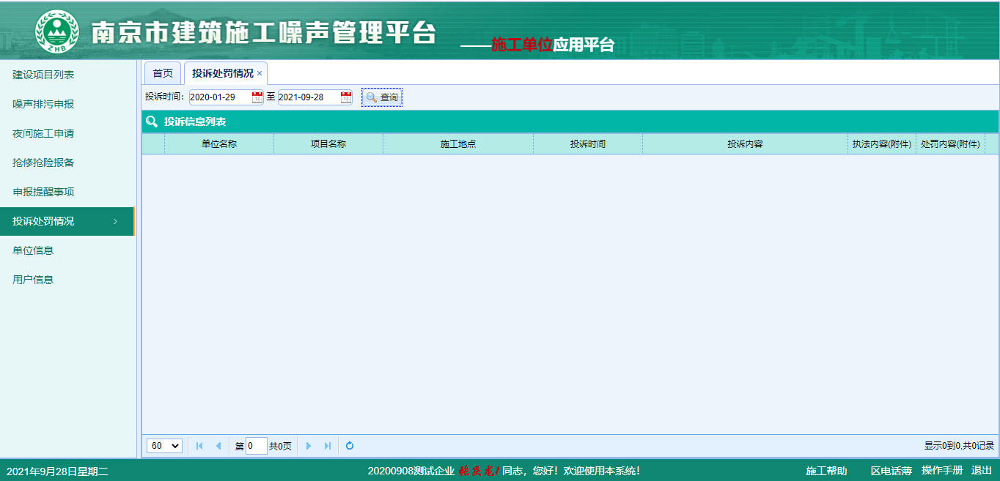 ZHB
南京市建筑施工噪声管理平台 ——施工单位应用平台
建设项目列表
噪声排污申报
夜间施工申请
抢修抢险报备
申报提醒事项
投诉处罚情况 >
单位信息
用户信息
首页 投诉处罚情况 ×
投诉时间: 2020-01-29 至 2021-09-28 查询
投诉信息列表
单位名称 项目名称 施工地点 投诉时间 投诉内容 执法内容(附件) 处罚内容(附件)
60 第 0 共0页 显示0到0,共0记录
2021年9月28日星期二 20200908测试企业 张庆龙1同志，您好！欢迎使用本系统！ 施工帮助 区电话薄 操作手册 退出